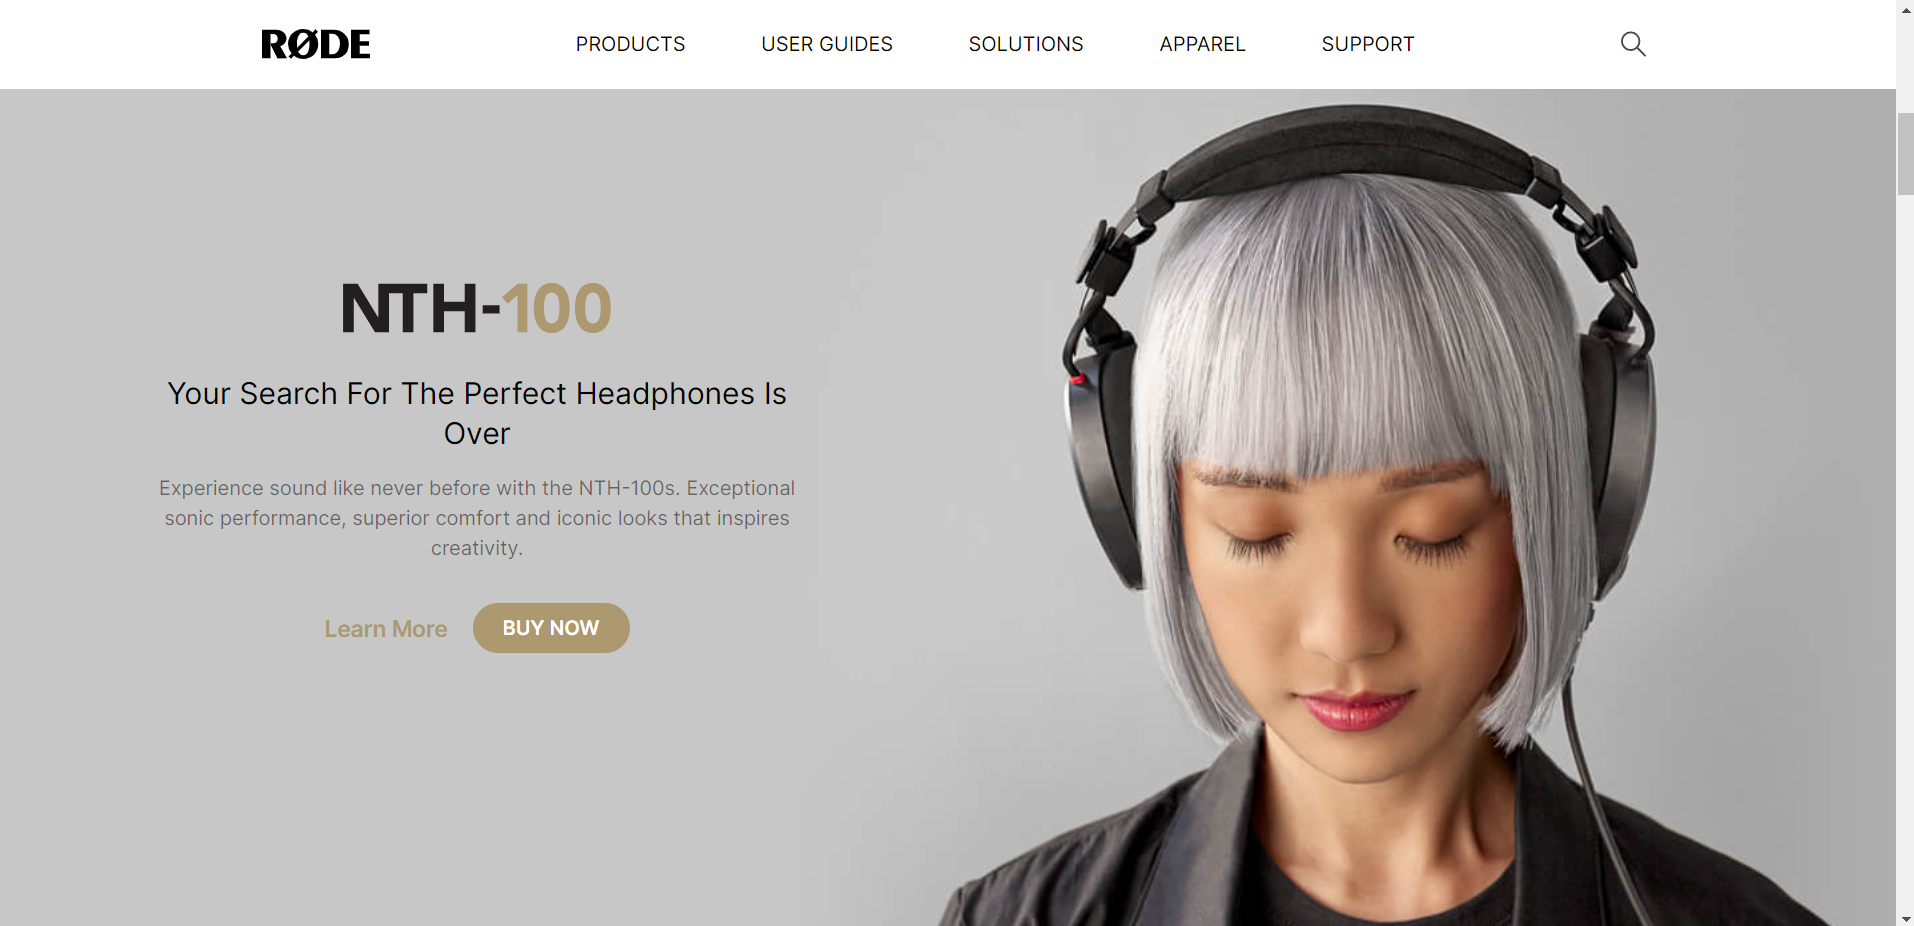 RØDE
PRODUCTS
USER GUIDES
SOLUTIONS
APPAREL
SUPPORT
NTH-100
Your Search For The Perfect Headphones Is
Over
Experience sound like never before with the NTH-100s. Exceptional
sonic performance, superior comfort and iconic looks that inspires
creativity.
Learn More
BUY NOW